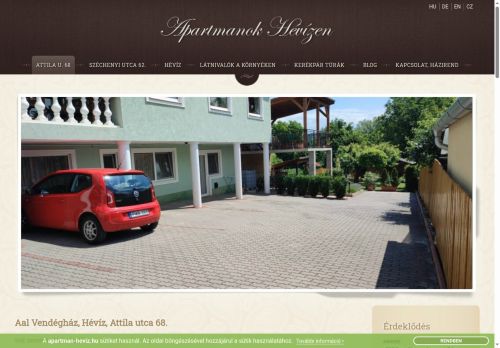 HU DE EN CZ
Apartmanok Hévízen
ATTILA U. 68 SZÉCHENYI UTCA 62. HÉVÍZ LÁTNIVALÓK A KÖRNYÉKEN KERÉKPÁR TÚRÁK BLOG KAPCSOLAT, HÁZIREND
Aal Vendégház, Hévíz, Attila utca 68.
Érdeklődés
A apartman-heviz.hu sütiket használ. Az oldal böngészésével hozzájárul a sütik használatához. További információ >
RENDBEN